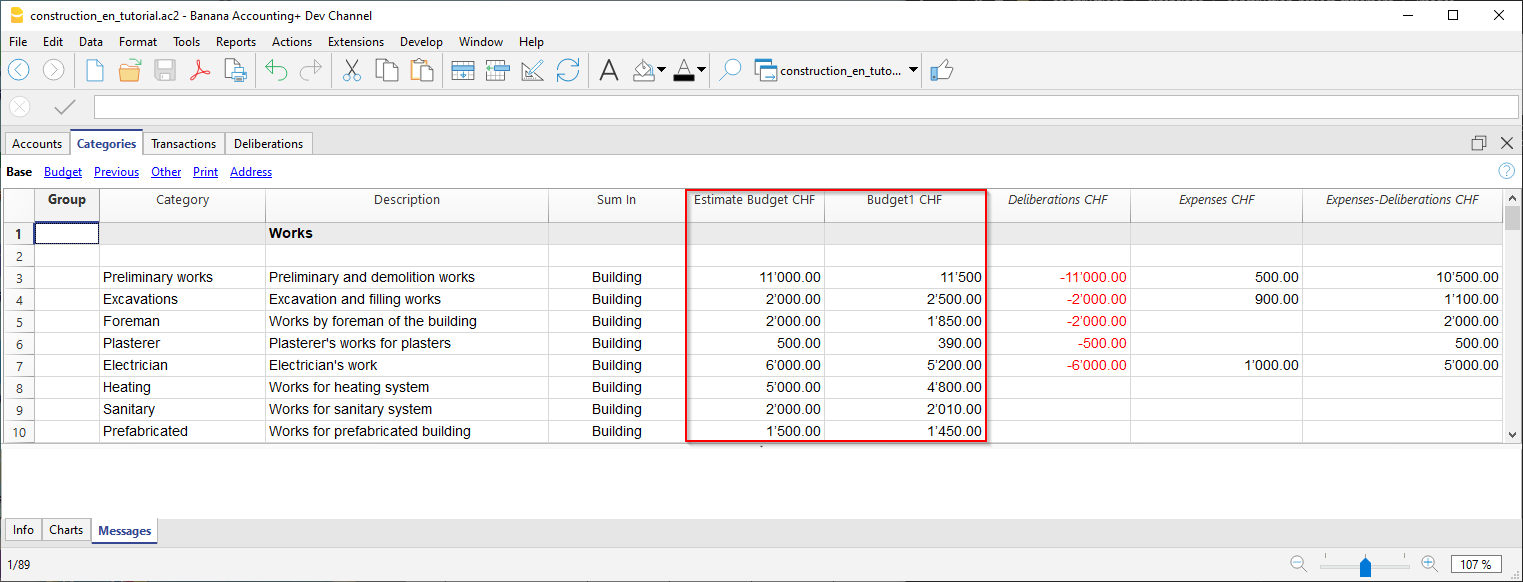 construction_en_tutorial.ac2 - Banana Accounting+ Dev Channel
File Edit Data Format Tools Reports Actions Extensions Develop Window Help
construction_en_tuto...
Accounts Categories Transactions Deliberations
Base Budget Previous Other Print Address
Group Category Description Sum In Estimate Budget CHF Budget1 CHF Deliberations CHF Expenses CHF Expenses-Deliberations CHF
1 Works
2
3 Preliminary works Preliminary and demolition works Building 11'000.00 11'500 -11'000.00 500.00 10'500.00
4 Excavations Excavation and filling works Building 2'000.00 2'500.00 -2'000.00 900.00 1'100.00
5 Foreman Works by foreman of the building Building 2'000.00 1'850.00 -2'000.00 2'000.00
6 Plasterer Plasterer's works for plasters Building 500.00 390.00 -500.00 500.00
7 Electrician Electrician's work Building 6'000.00 5'200.00 -6'000.00 1'000.00 5'000.00
8 Heating Works for heating system Building 5'000.00 4'800.00
9 Sanitary Works for sanitary system Building 2'000.00 2'010.00
10 Prefabricated Works for prefabricated building Building 1'500.00 1'450.00
Info Charts Messages
1/89 107 %